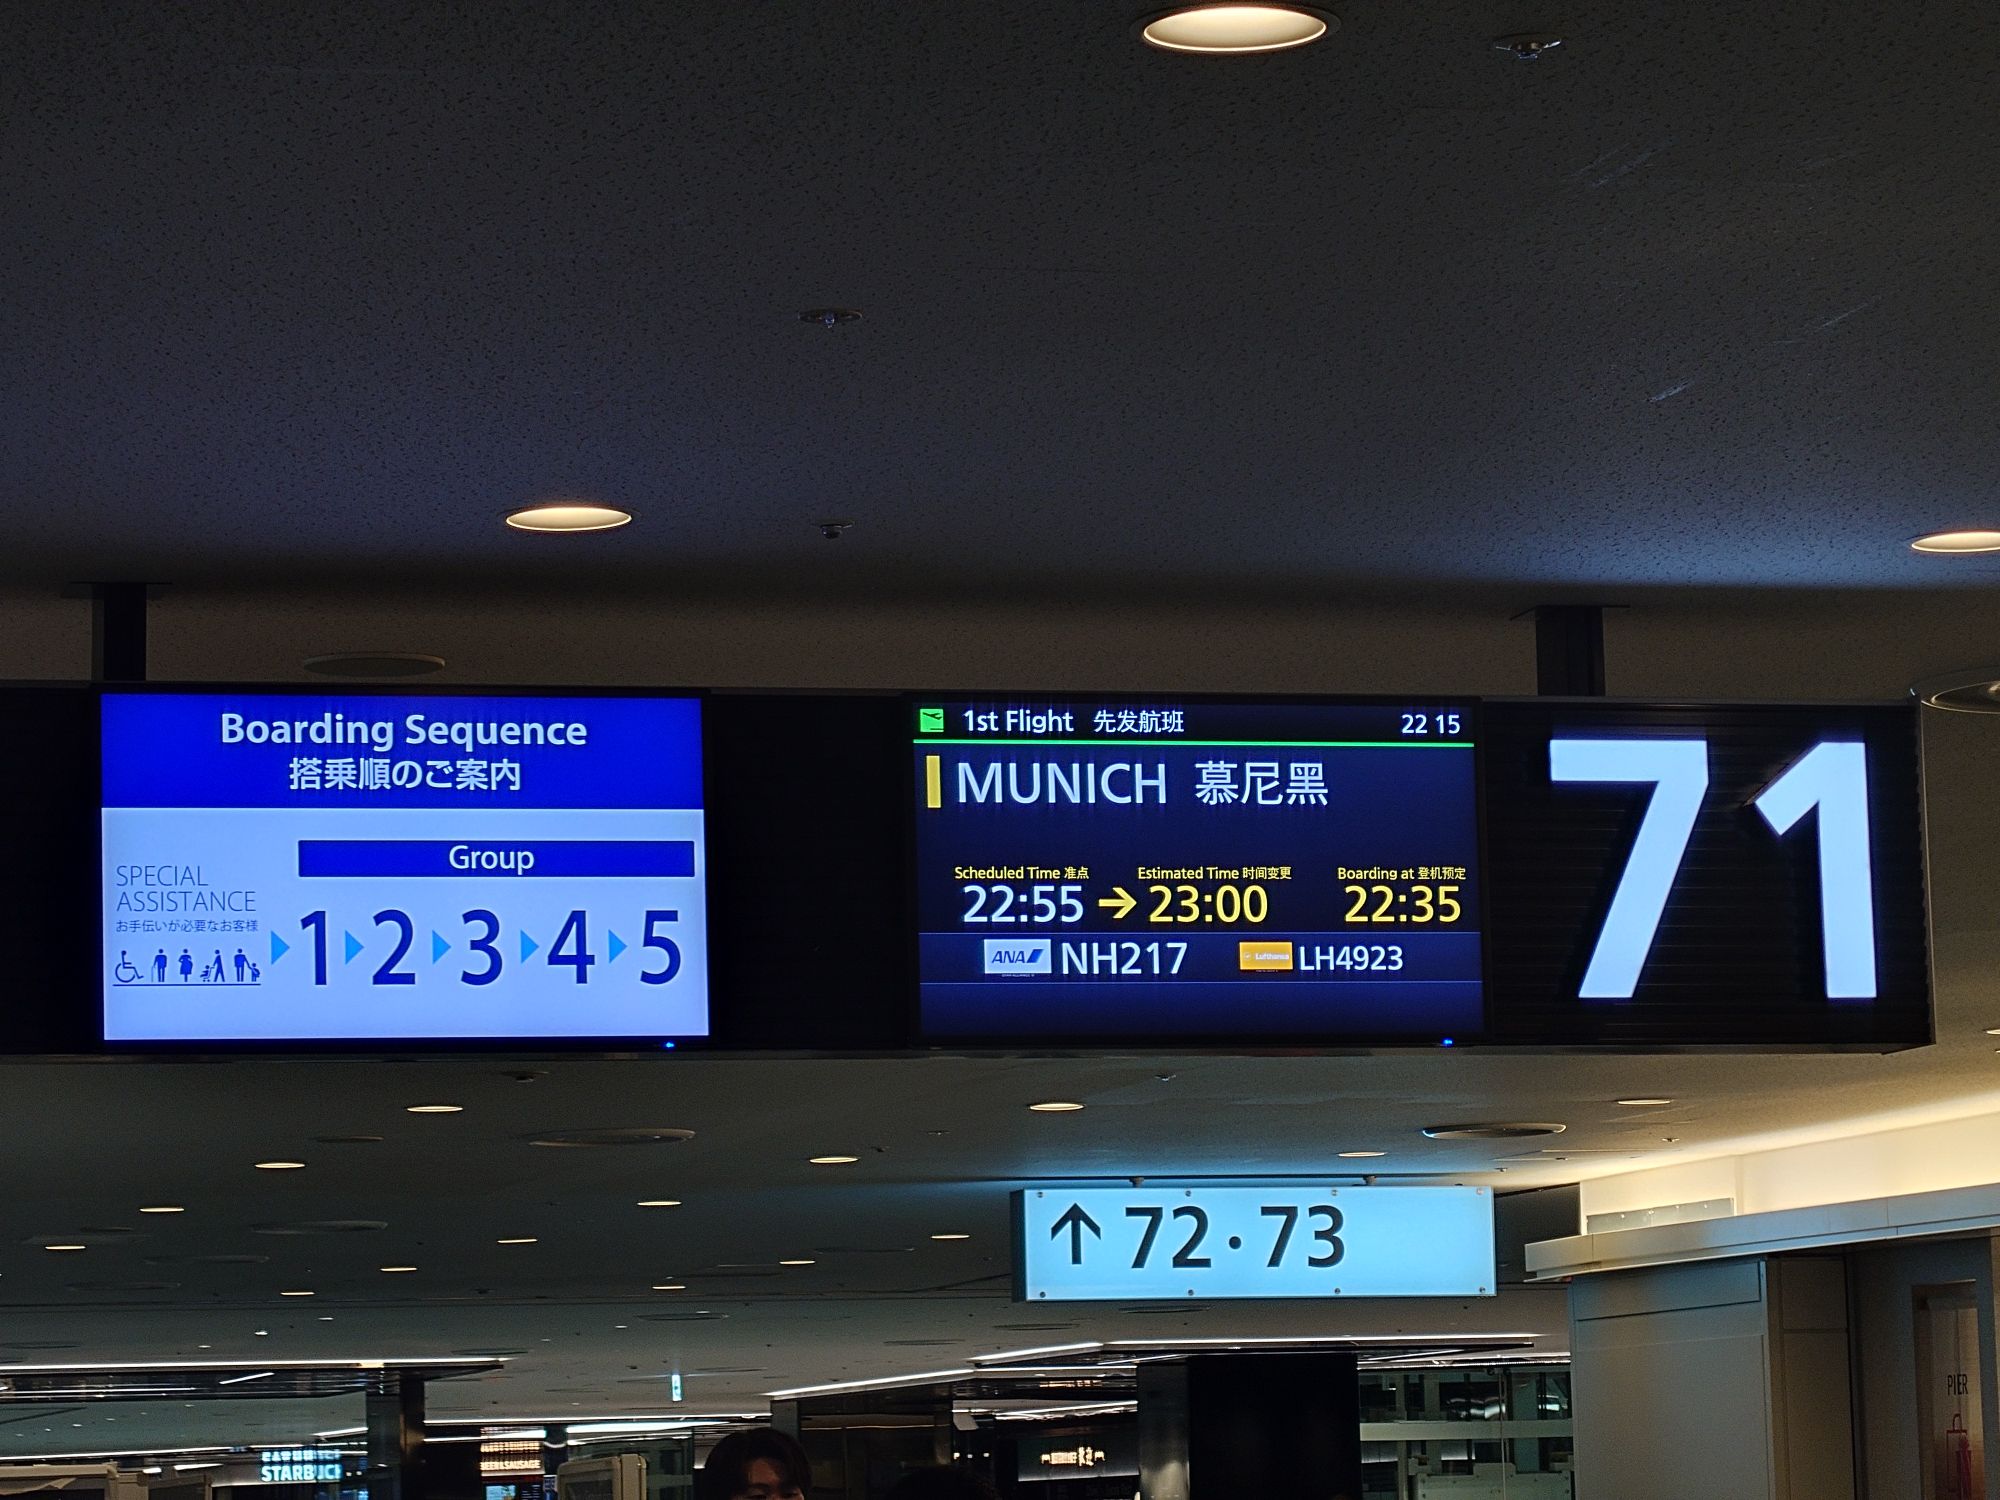 Boarding Sequence
搭乗順のご案内
Group
SPECIAL
ASSISTANCE
お手伝いが必要なお客様
1 2 3 4 5
1st Flight 先发航班 22 15
MUNICH 慕尼黑
Scheduled Time 准点 Estimated Time 时间变更 Boarding at 登机预定
22:55 → 23:00 22:35
ANA NH217 Lufthansa LH4923
71
↑ 72・73
PIER